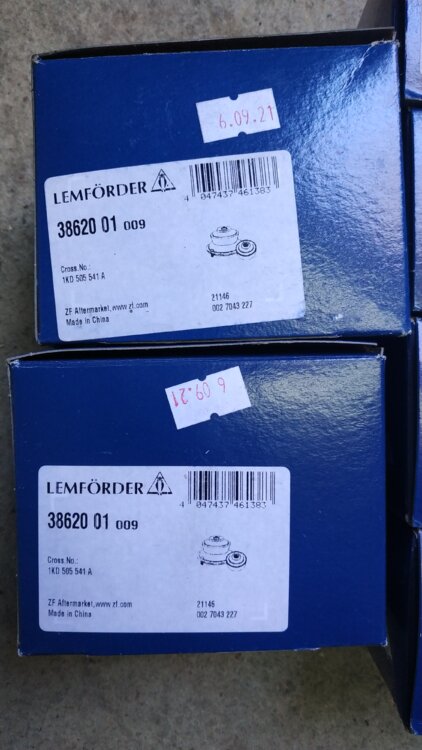 6.09.21
LEMFÖRDER
4 047437 461383
38620 01 009
Cross.No.:
1KD 505 541 A
ZF Aftermarket,www.zf.com
Made in China
21146
002 7043 227
6 09.21
LEMFÖRDER
4 047437 461383
38620 01 009
Cross.No.:
1KD 505 541 A
ZF Aftermarket,www.zf.com
Made in China
21146
002 7043 227